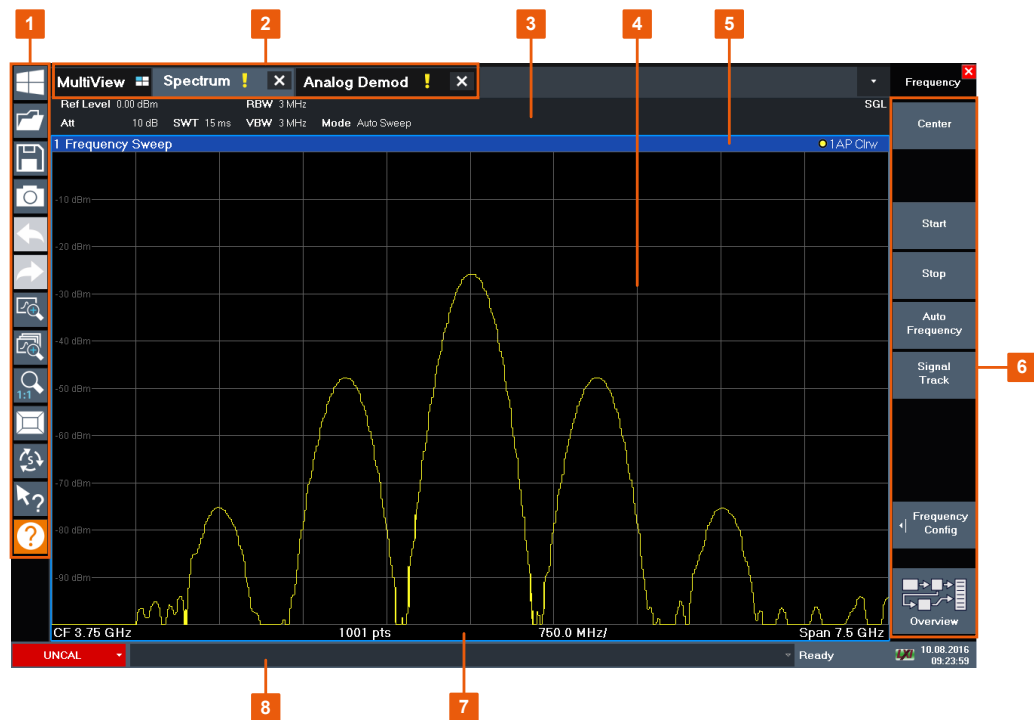 1
2
3
4
5
MultiView
Spectrum !
Analog Demod !
Frequency
Ref Level 0.00 dBm RBW 3 MHz SGL
Att 10 dB SWT 15 ms VBW 3 MHz Mode Auto Sweep
1 Frequency Sweep 1AP Clrw
-10 dBm
-20 dBm
-30 dBm
-40 dBm
-50 dBm
-60 dBm
-70 dBm
-80 dBm
-90 dBm
CF 3.75 GHz 1001 pts 750.0 MHz/ Span 7.5 GHz
1:1
S
?
?
Center
Start
Stop
Auto
Frequency
Signal
Track
6
Frequency
Config
Overview
UNCAL
Ready
LXI
10.08.2016
09:23:59
8
7